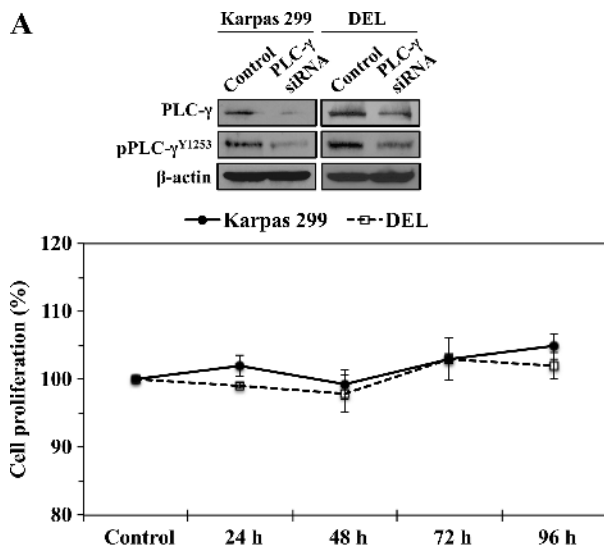 A
Karpas 299 DEL
Control PLC-γ siRNA Control PLC-γ siRNA
PLC-γ
pPLC-γY1253
β-actin
Karpas 299 DEL
Cell proliferation (%)
120
110
100
90
80
Control 24 h 48 h 72 h 96 h